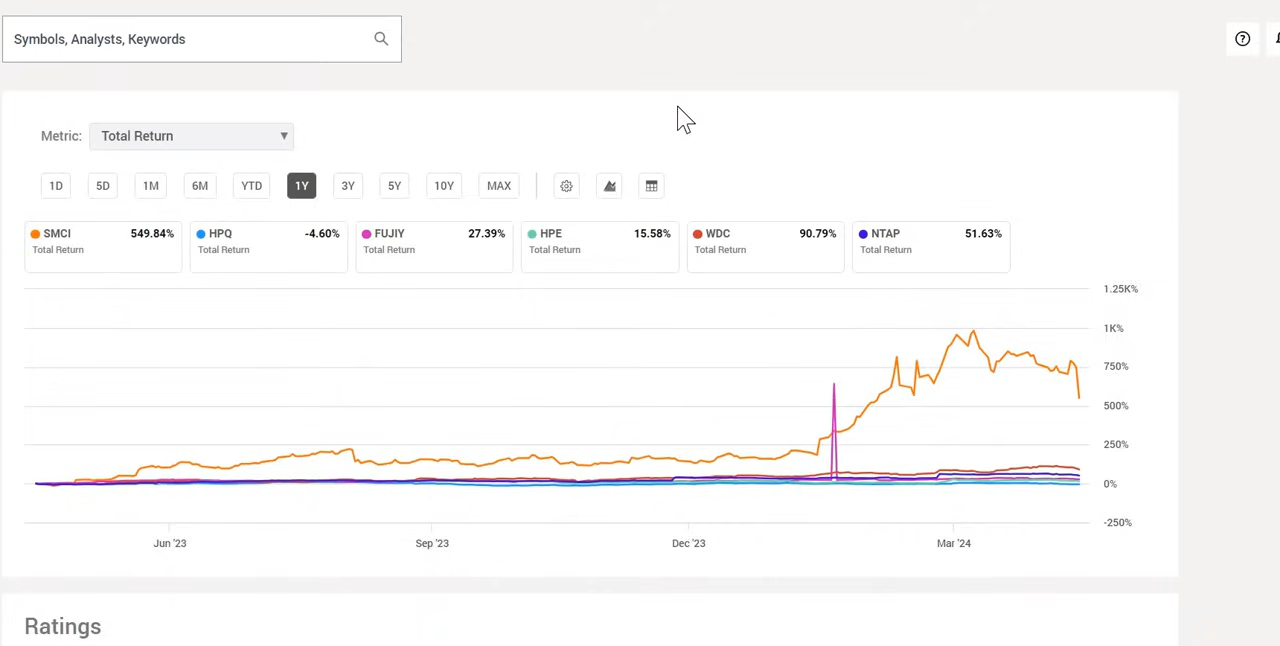 Symbols, Analysts, Keywords
Metric: Total Return
1D 5D 1M 6M YTD 1Y 3Y 5Y 10Y MAX
SMCI 549.84% HPQ -4.60% FUJIY 27.39% HPE 15.58% WDC 90.79% NTAP 51.63%
Total Return Total Return Total Return Total Return Total Return Total Return
1.25K%
1K%
750%
500%
250%
0%
-250%
Jun '23 Sep '23 Dec '23 Mar '24
Ratings